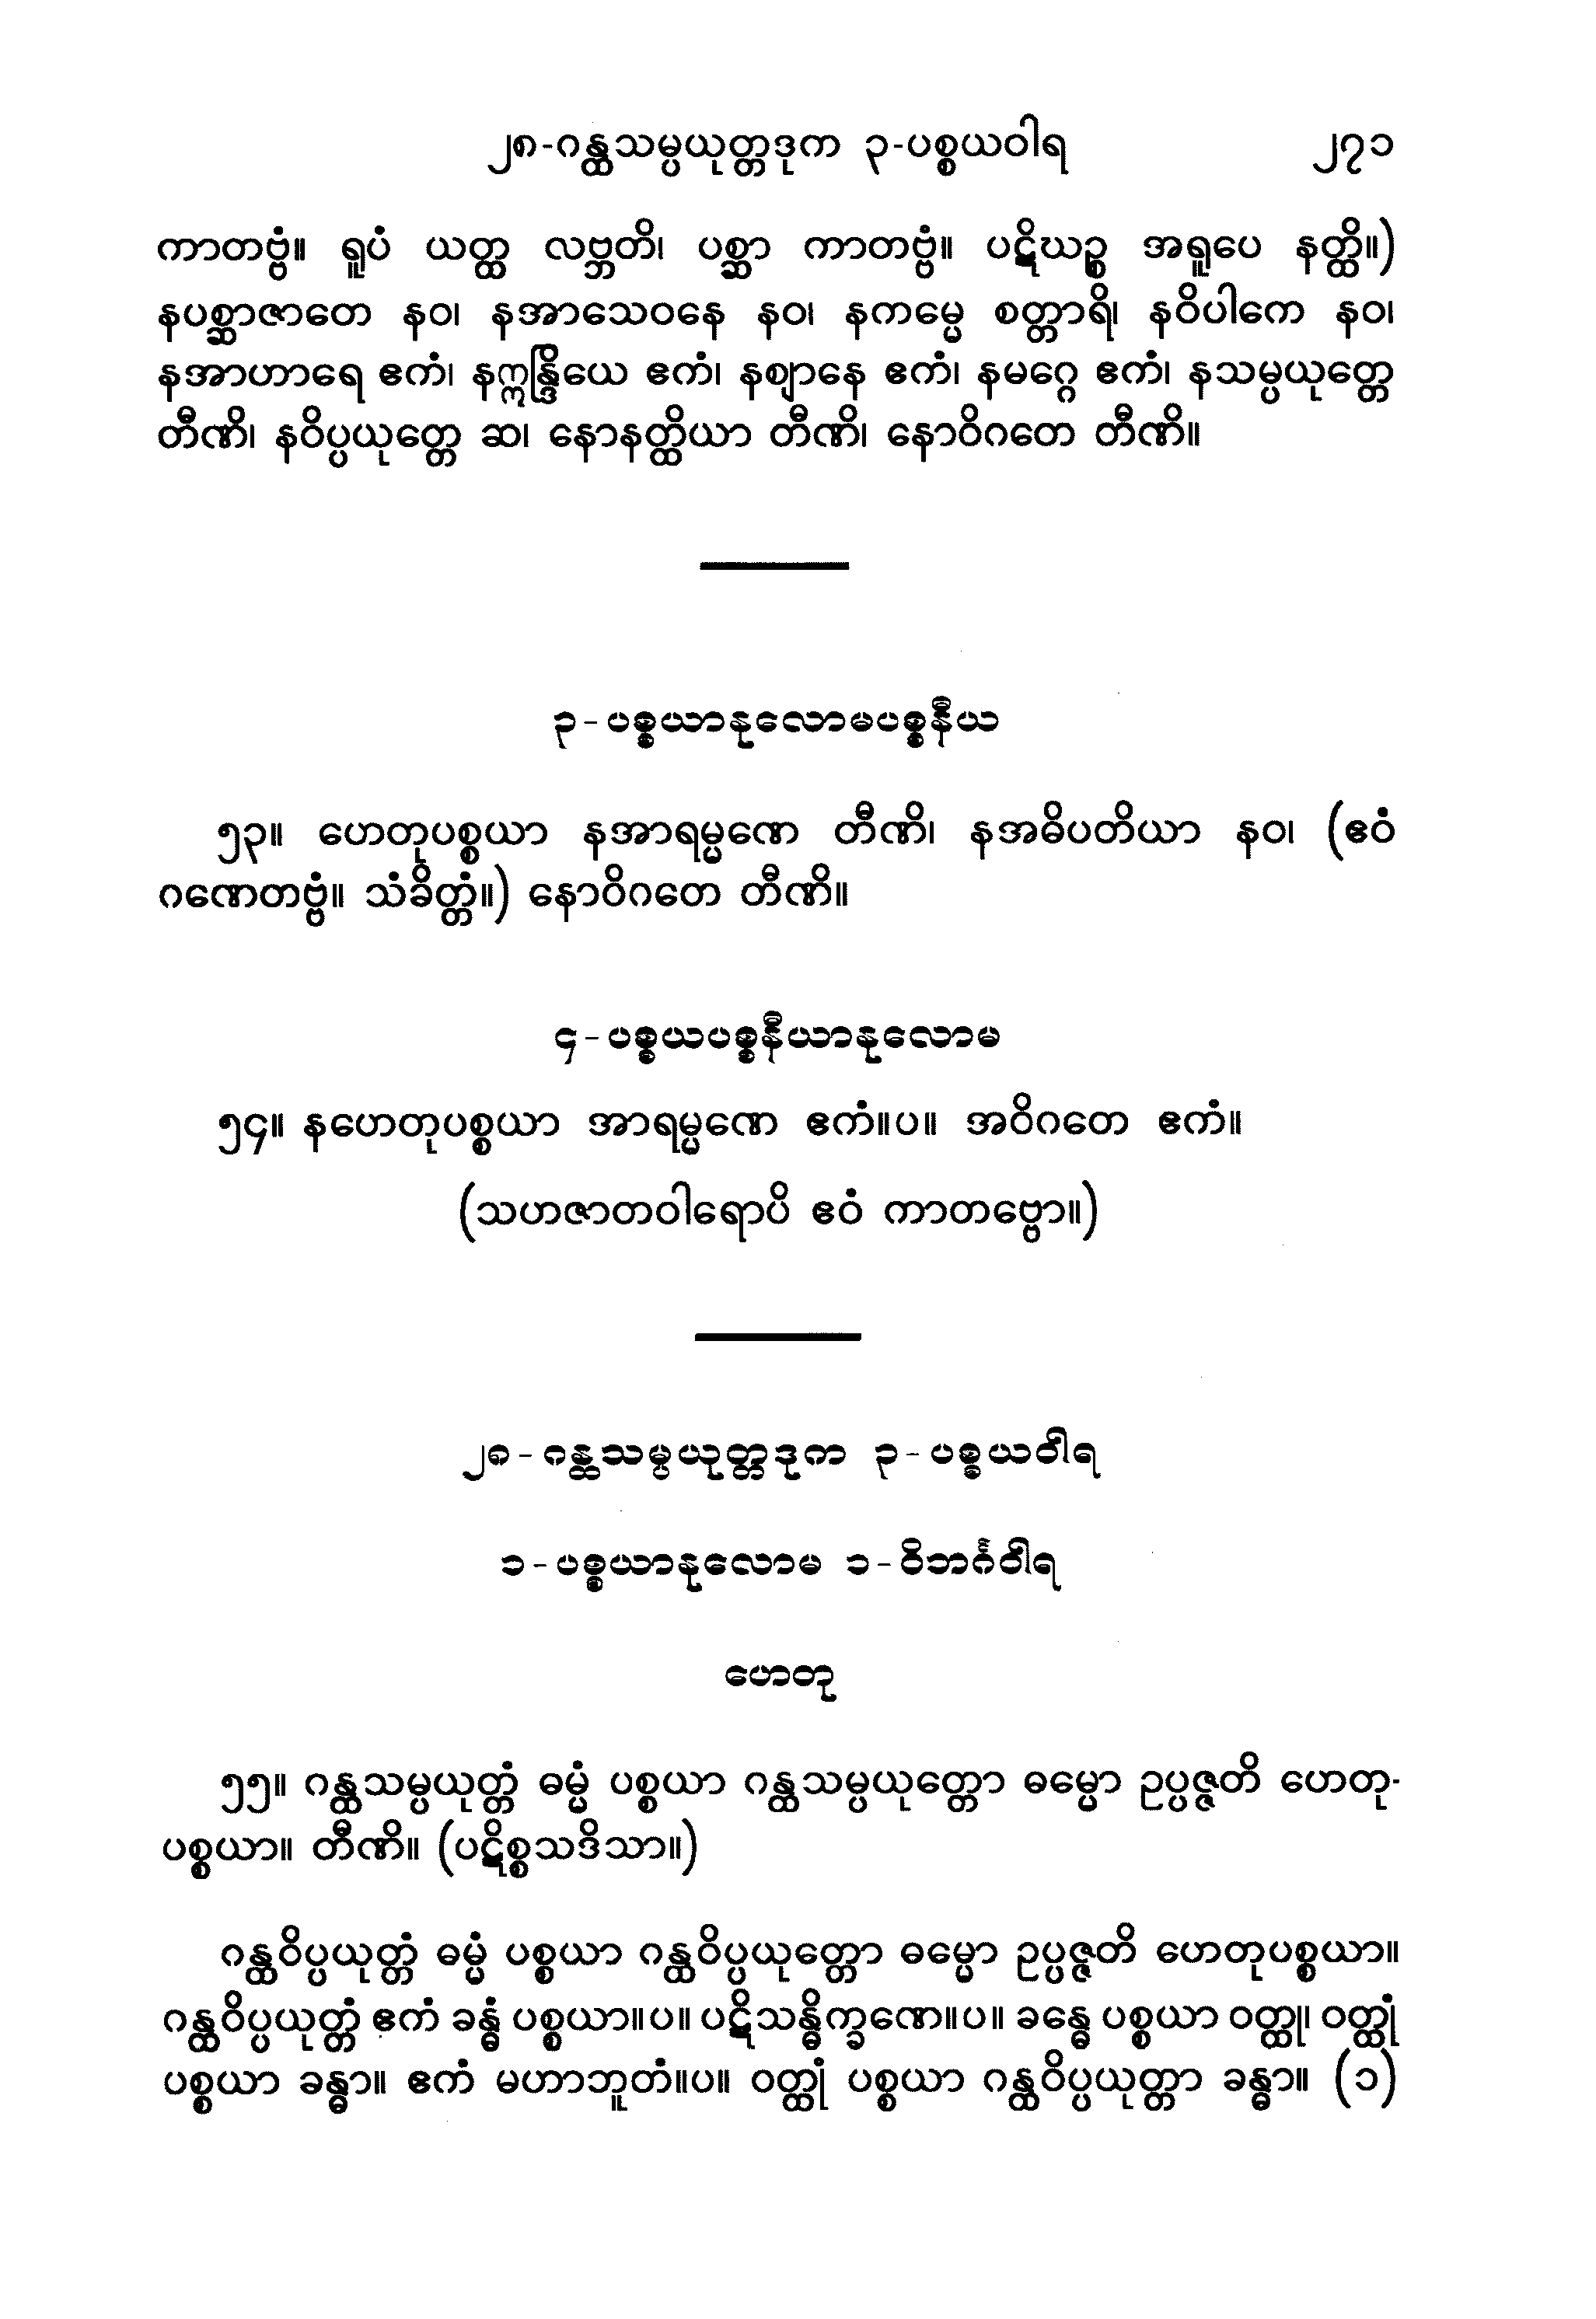 ၂၈-ဂန္ထသမ္ပယုတ္တဒုက ၃-ပစ္စယဝါရ ၂၇၁
ကာတဗ္ဗံ။ ရူပံ ယတ္ထ လဗ္ဘတိ၊ ပစ္ဆာ ကာတဗ္ဗံ။ ပဋိဃဉ္စ အရူပေ နတ္ထိ။)
နပစ္ဆာဇာတေ နဝ၊ နအာသေဝနေ နဝ၊ နကမ္မေ စတ္တာရိ၊ နဝိပါကေ နဝ၊
နအာဟာရေ ဧကံ၊ နဣန္ဒြိယေ ဧကံ၊ နဈာနေ ဧကံ၊ နမဂ္ဂေ ဧကံ၊ နသမ္ပယုတ္တေ
တီဏိ၊ နဝိပ္ပယုတ္တေ ဆ၊ နောနတ္ထိယာ တီဏိ၊ နောဝိဂတေ တီဏိ။
၃-ပစ္စယာနုလောမပစ္စနီယ
၅၃။ ဟေတုပစ္စယာ နအာရမ္မဏေ တီဏိ၊ နအဓိပတိယာ နဝ၊ (ဧဝံ
ဂဏေတဗ္ဗံ။ သံခိတ္တံ။) နောဝိဂတေ တီဏိ။
၄-ပစ္စယပစ္စနီယာနုလောမ
၅၄။ နဟေတုပစ္စယာ အာရမ္မဏေ ဧကံ။ပ။ အဝိဂတေ ဧကံ။
(သဟဇာတဝါရောပိ ဧဝံ ကာတဗ္ဗော။)
၂၈-ဂန္ထသမ္ပယုတ္တဒုက ၃-ပစ္စယဝါရ
၁-ပစ္စယာနုလောမ ၁-ဝိဘင်္ဂဝါရ
ဟေတု
၅၅။ ဂန္ထသမ္ပယုတ္တံ ဓမ္မံ ပစ္စယာ ဂန္ထသမ္ပယုတ္တော ဓမ္မော ဥပ္ပဇ္ဇတိ ဟေတု-
ပစ္စယာ။ တီဏိ။ (ပဋိစ္စသဒိသာ။)
ဂန္ထဝိပ္ပယုတ္တံ ဓမ္မံ ပစ္စယာ ဂန္ထဝိပ္ပယုတ္တော ဓမ္မော ဥပ္ပဇ္ဇတိ ဟေတုပစ္စယာ။
ဂန္ထဝိပ္ပယုတ္တံ ဧကံ ခန္ဓံ ပစ္စယာ။ပ။ ပဋိသန္ဓိက္ခဏေ။ပ။ ခန္ဓေ ပစ္စယာ ဝတ္ထု၊ ဝတ္ထုံ
ပစ္စယာ ခန္ဓာ။ ဧကံ မဟာဘူတံ။ပ။ ဝတ္ထုံ ပစ္စယာ ဂန္ထဝိပ္ပယုတ္တာ ခန္ဓာ။ (၁)